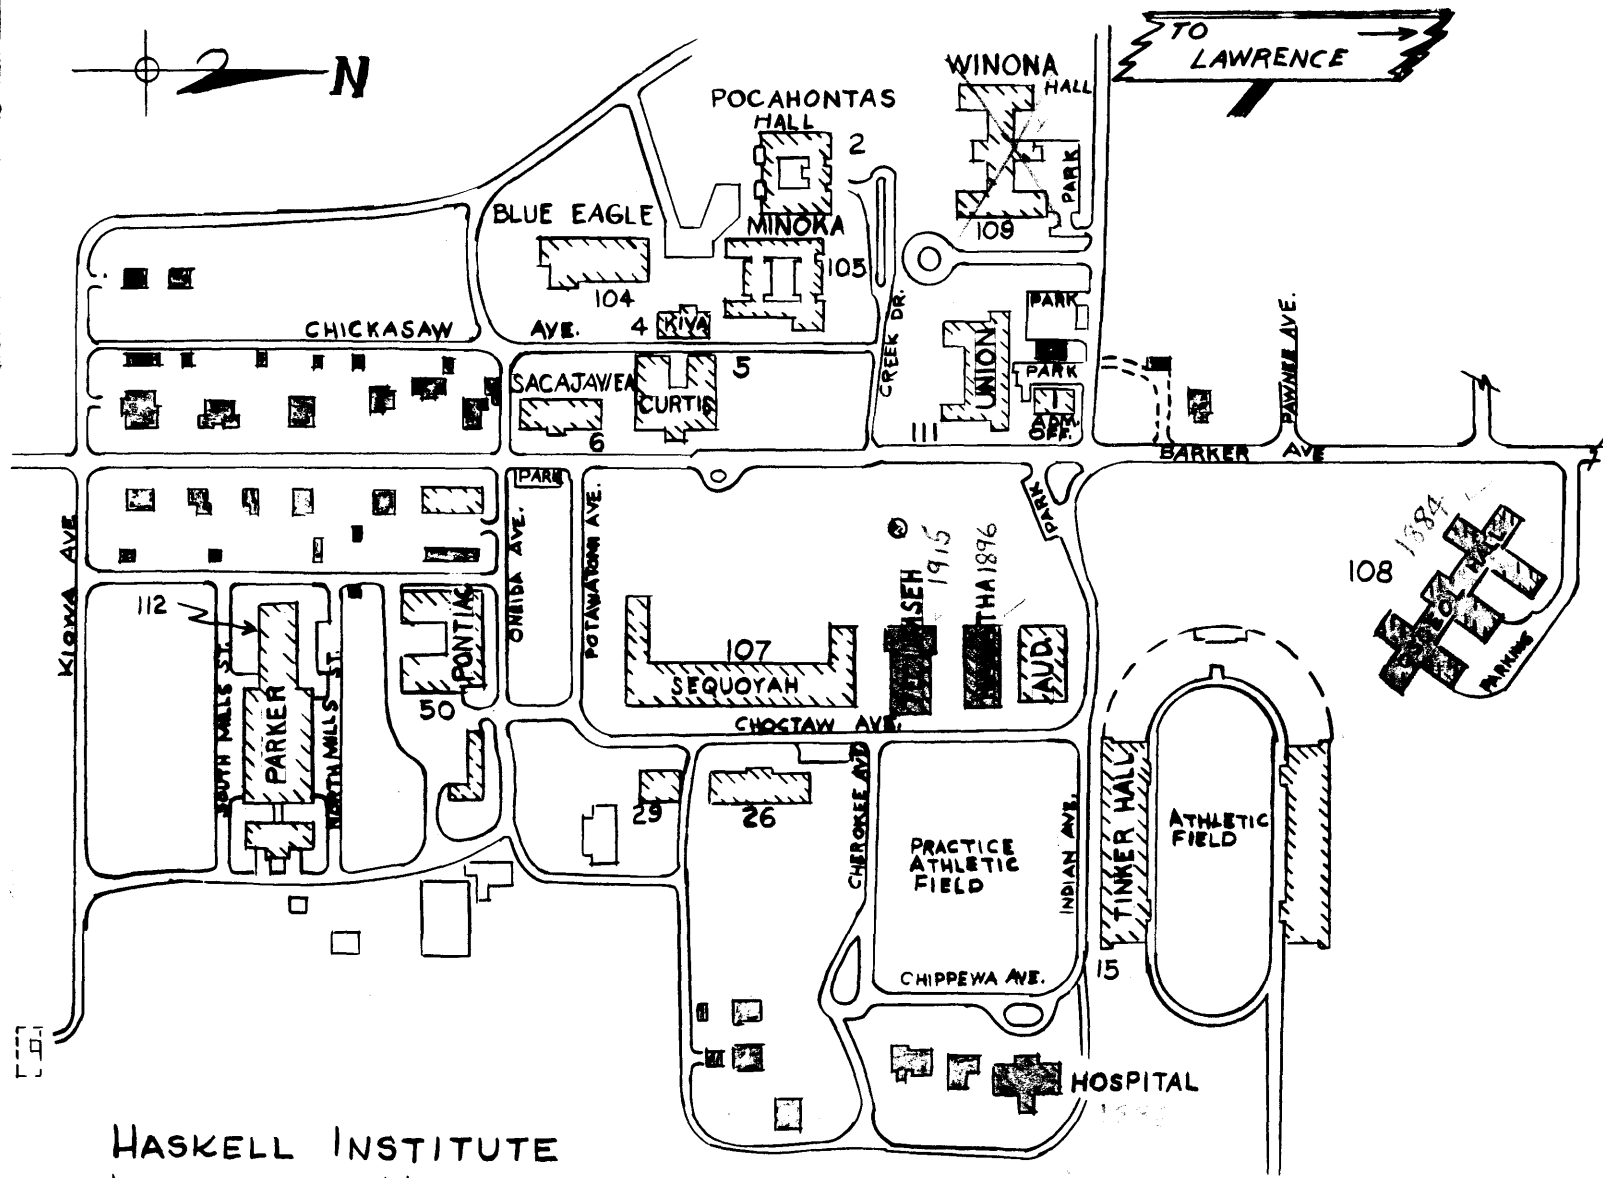 TO
LAWRENCE
N
WINONA
HALL
POCAHONTAS
HALL
2
PARK
BLUE EAGLE
MINOKA
109
105
104
PARK
CHICKASAW AVE.
4
KIVA
CREEK DR.
UNION
PAWNEE AVE.
5
PARK
SACAJAWEA
CURTIS
1
ADM.
OFF.
6
111
BARKER AVE
PARK
PARK
KIOWA AVE
ONEIDA AVE.
POTAWATOMI AVE.
1915
1896
1884
108
HALL
112
PONTIAC
107
SEQUOYAH
AUD.
PARKING
SOUTH MILLS ST.
PARKER
NORTH MILLS ST.
50
CHOCTAW AVE.
29
26
CHEROKEE AVE
PRACTICE
ATHLETIC
FIELD
INDIAN AVE.
TINKER HALL
ATHLETIC
FIELD
15
CHIPPEWA AVE.
HOSPITAL
HASKELL INSTITUTE